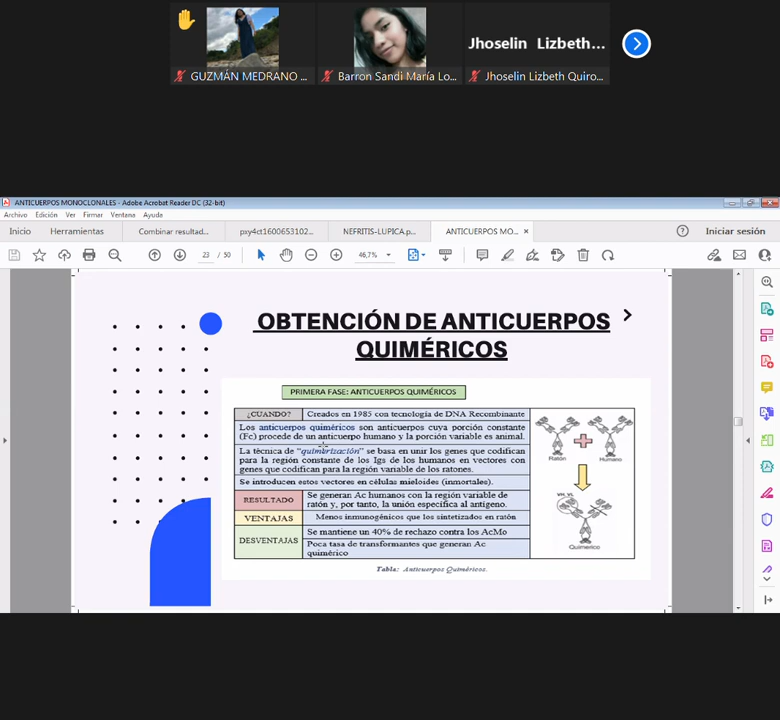 Jhoselin Lizbeth...
GUZMÁN MEDRANO ...
Barron Sandi María Lo...
Jhoselin Lizbeth Quiro...
ANTICUERPOS MONOCLONALES - Adobe Acrobat Reader DC (32-bit)
Archivo Edición Ver Firmar Ventana Ayuda
Inicio Herramientas Combinar resultad... psy4ct1600653102... NEFRITIS-LUPICA.p... ANTICUERPOS MO... × Iniciar sesión
23 / 50 46,7%
OBTENCIÓN DE ANTICUERPOS
QUIMÉRICOS
PRIMERA FASE: ANTICUERPOS QUIMÉRICOS
¿CUANDO? Creados en 1985 con tecnología de DNA Recombinante
Los anticuerpos quiméricos son anticuerpos cuya porción constante
(Fc) procede de un anticuerpo humano y la porción variable es animal.
La técnica de "quimerización" se basa en unir los genes que codifican
para la región constante de los Igs de los humanos en vectores con
genes que codifican para la región variable de los ratones.
Se introducen estos vectores en células mieloides (inmortales).
RESULTADO Se generan Ac humanos con la región variable de
ratón y, por tanto, la unión específica al antígeno.
VENTAJAS Menos inmunogénicos que los sintetizados en ratón
DESVENTAJAS Se mantiene un 40% de rechazo contra los AcMo
Poca tasa de transformantes que generan Ac
quimérico
Ratón Humano
VH, VL
Quimérico
Tabla: Anticuerpos Quiméricos.